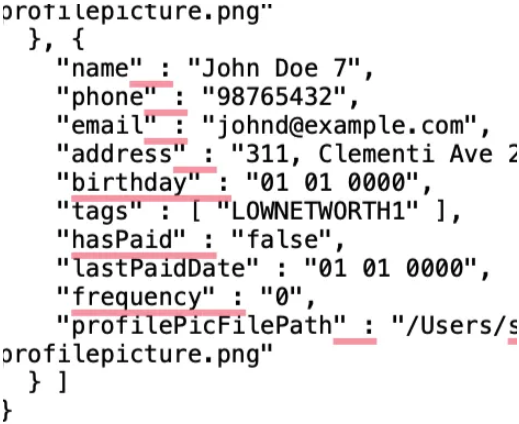 profilepicture.png"
}, {
"name" : "John Doe 7",
"phone" : "98765432",
"email" : "johnd@example.com",
"address" : "311, Clementi Ave 2
"birthday" : "01 01 0000",
"tags" : [ "LOWNETWORTH1" ],
"hasPaid" : "false",
"lastPaidDate" : "01 01 0000",
"frequency" : "0",
"profilePicFilePath" : "/Users/s
profilepicture.png"
} ]
}